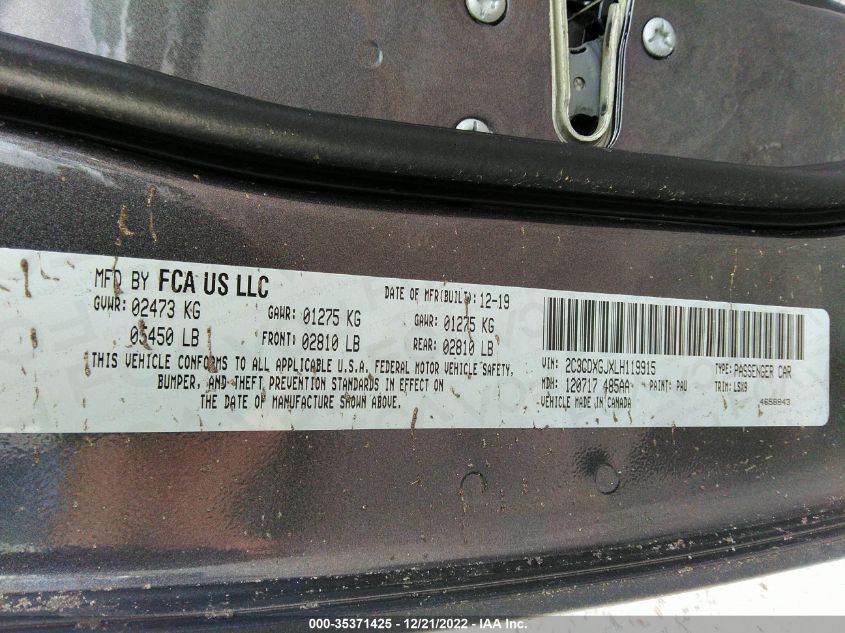 MFD BY FCA US LLC
DATE OF MFR(BUILT): 12-19
GVWR: 02473 KG
05450 LB
GAWR: 01275 KG
FRONT: 02810 LB
GAWR: 01275 KG
REAR: 02810 LB
THIS VEHICLE CONFORMS TO ALL APPLICABLE U.S.A. FEDERAL MOTOR VEHICLE SAFETY,
BUMPER, AND THEFT PREVENTION STANDARDS IN EFFECT ON
THE DATE OF MANUFACTURE SHOWN ABOVE.
VIN: 2C3CDXGJXLH119915
TYPE: PASSENGER CAR
MDH: 120717 485AA
PAINT: PAU
TRIM: LSX9
VEHICLE MADE IN CANADA
4658843
000-35371425 - 12/21/2022 - IAA Inc.